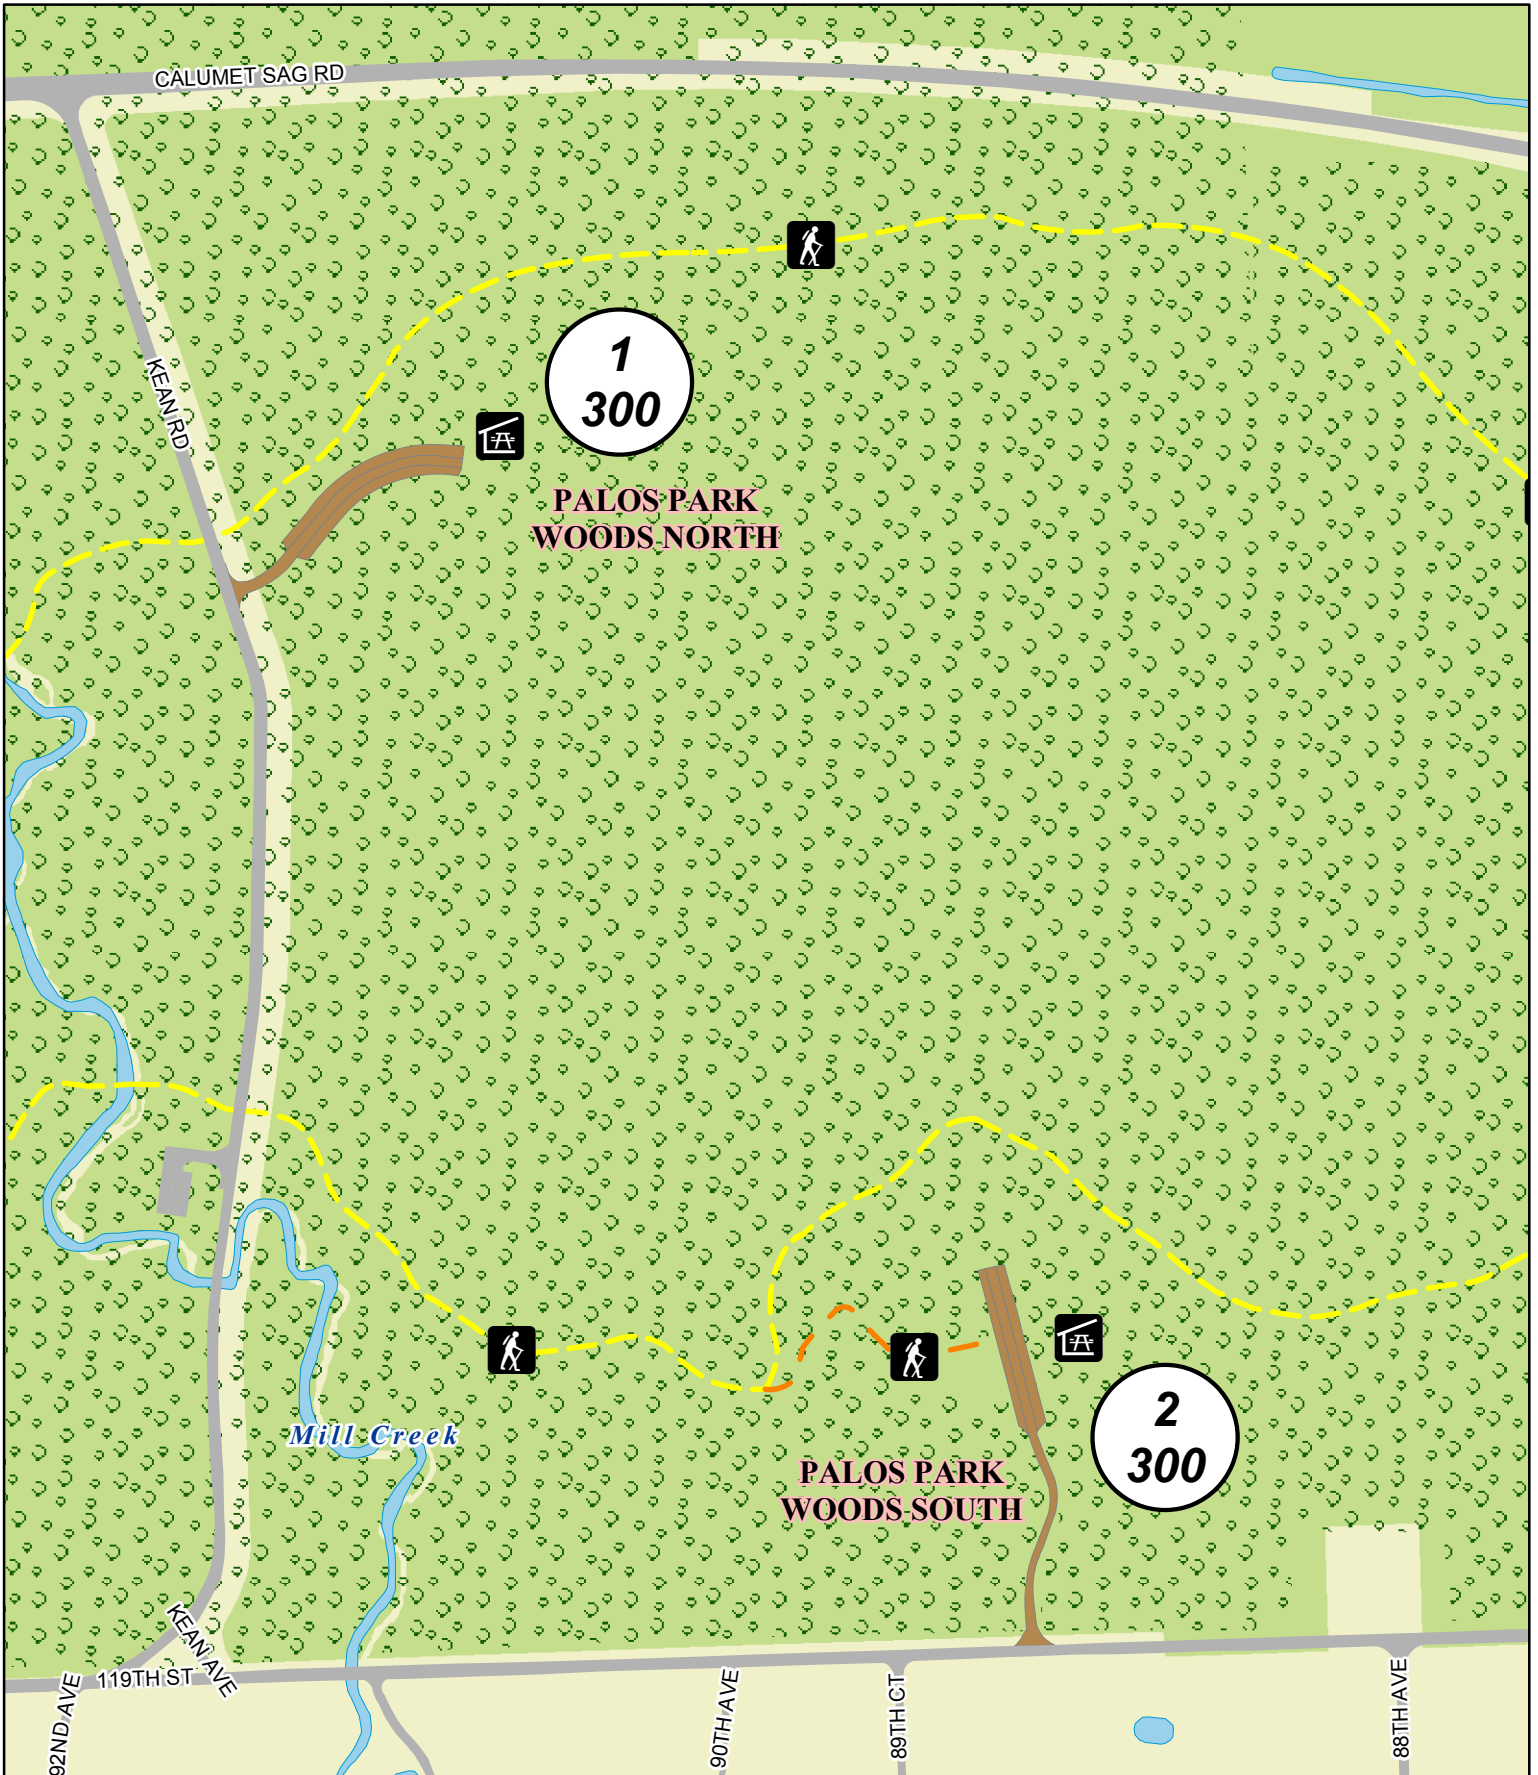 CALUMET SAG RD
KEAN RD
1
300
PALOS PARK
WOODS NORTH
Mill Creek
2
300
PALOS PARK
WOODS SOUTH
KEAN AVE
119TH ST
92ND AVE
90TH AVE
89TH CT
88TH AVE